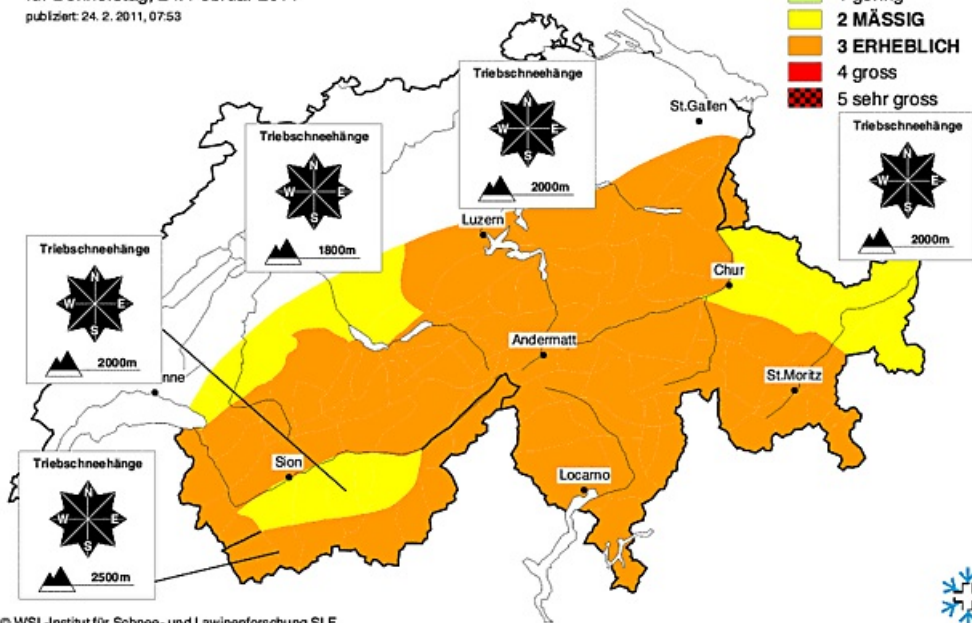 publiziert: 24. 2. 2011, 07:53
2 MÄSSIG
3 ERHEBLICH
4 gross
5 sehr gross
Triebschneehänge
N
W E
S
2000m
St.Gallen
Triebschneehänge
N
W E
S
1800m
Triebschneehänge
N
W E
S
2000m
Luzern
Triebschneehänge
N
W E
S
2000m
Chur
Andermatt
St.Moritz
nne
Sion
Locarno
Triebschneehänge
N
W E
S
2500m